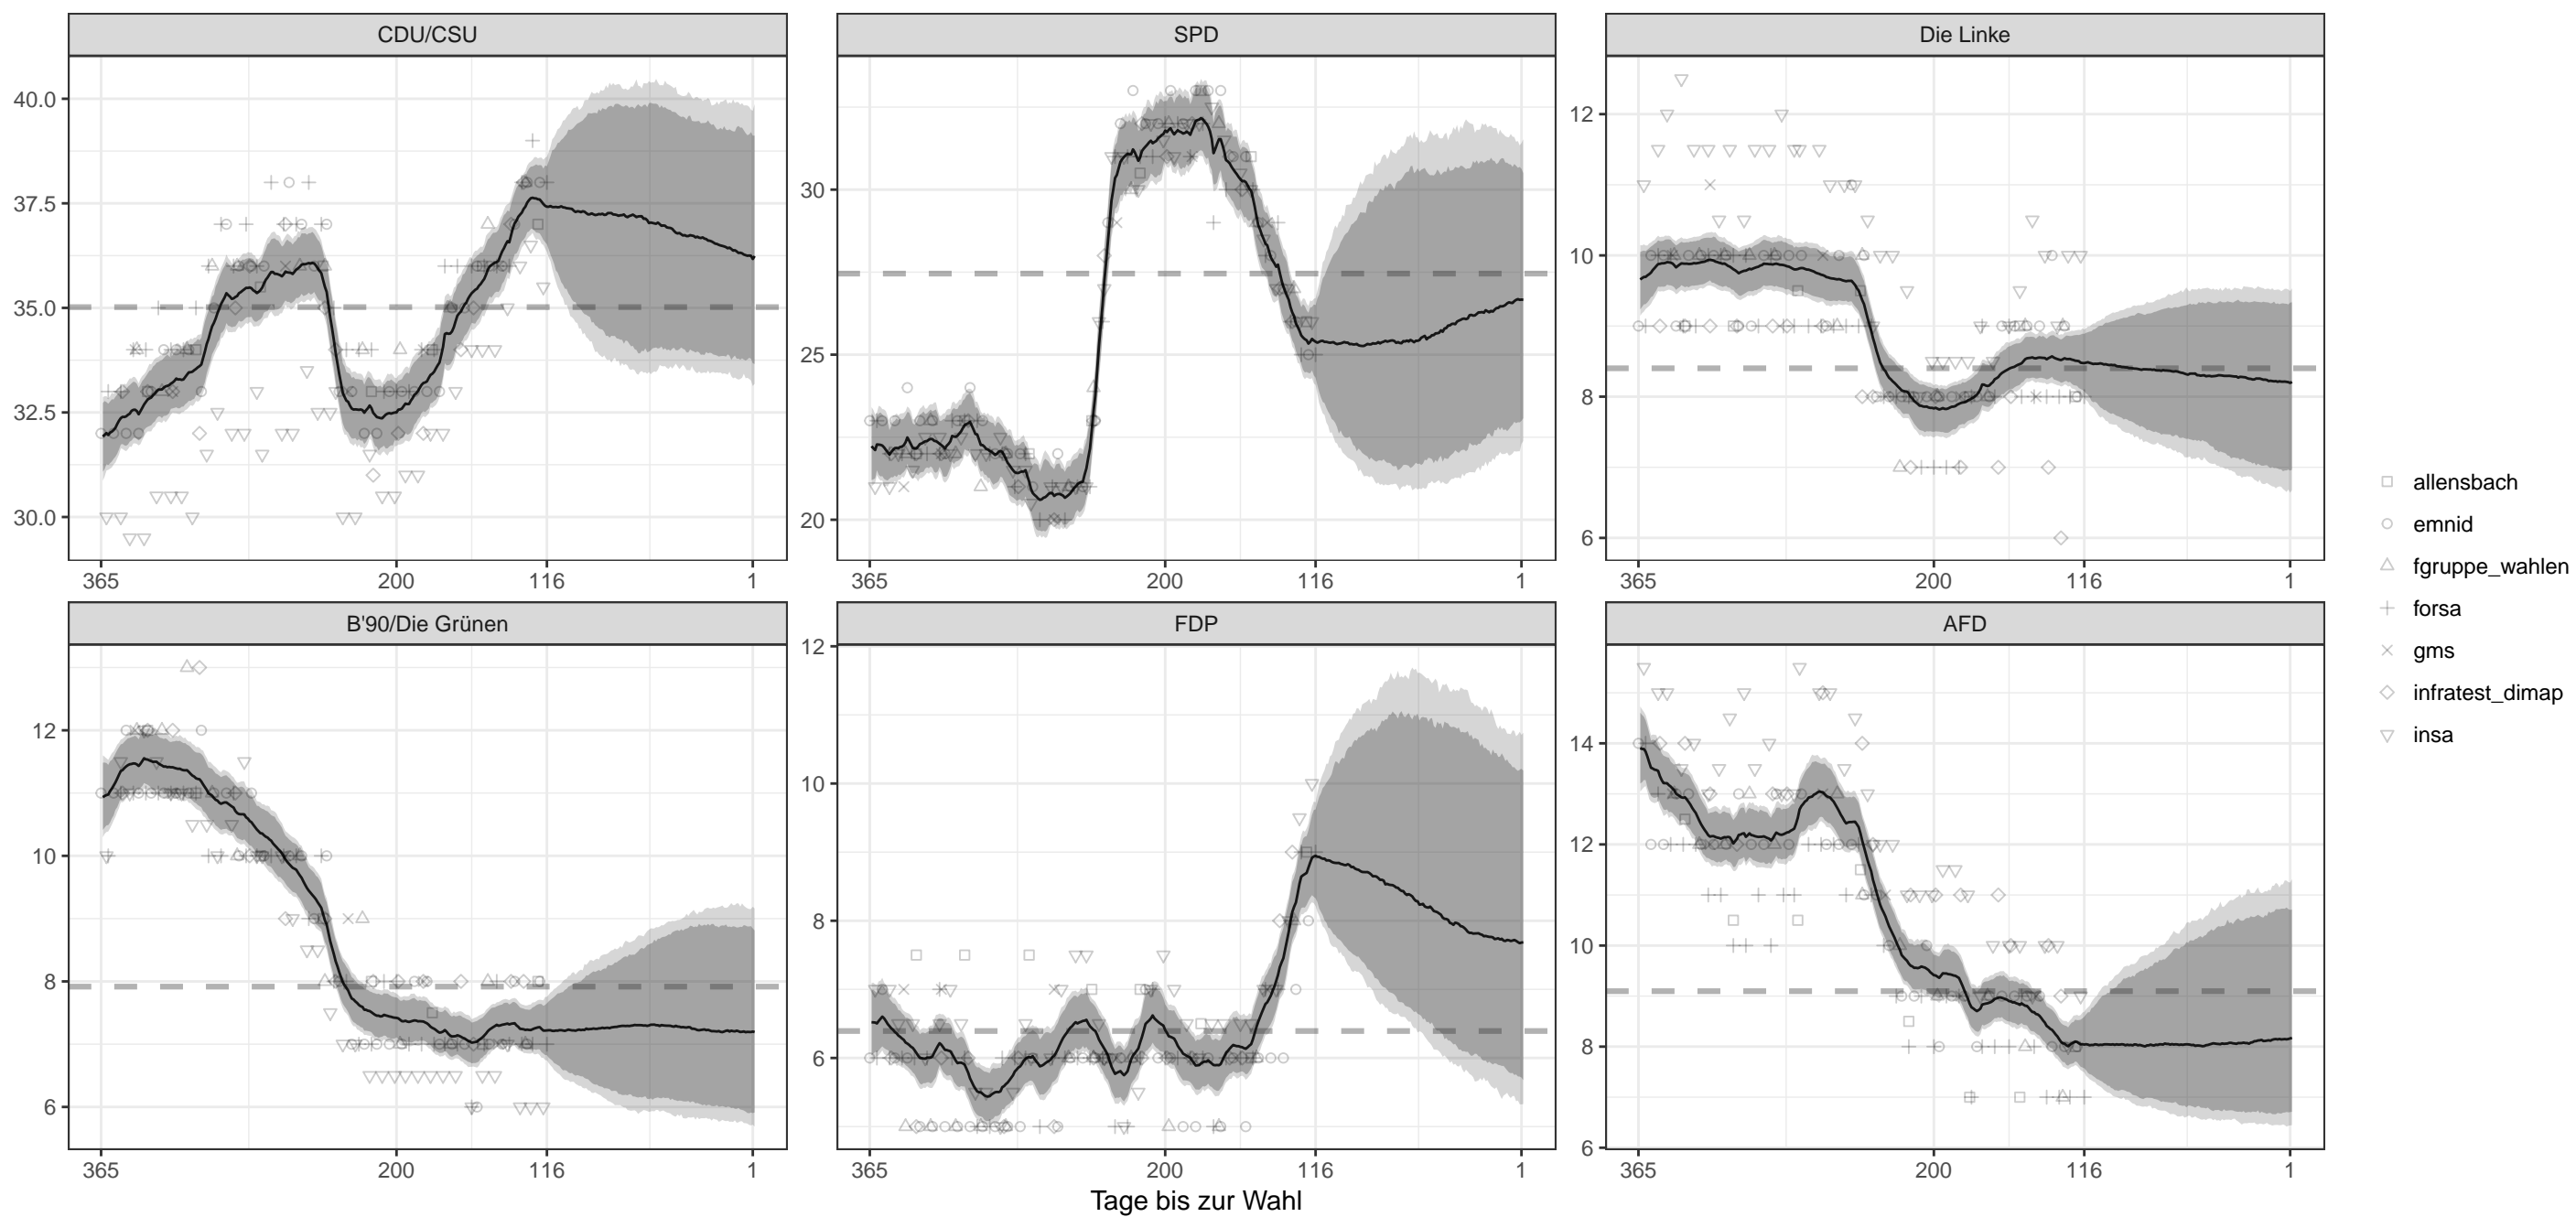 CDU/CSU
SPD
Die Linke
40.0
37.5
35.0
32.5
30.0
30
25
20
12
10
8
6
365 200 116 1
365 200 116 1
365 200 116 1
B'90/Die Grünen
FDP
AFD
12
10
8
6
12
10
8
6
14
12
10
8
6
365 200 116 1
365 200 116 1
365 200 116 1
Tage bis zur Wahl
allensbach
emnid
fgruppe_wahlen
forsa
gms
infratest_dimap
insa